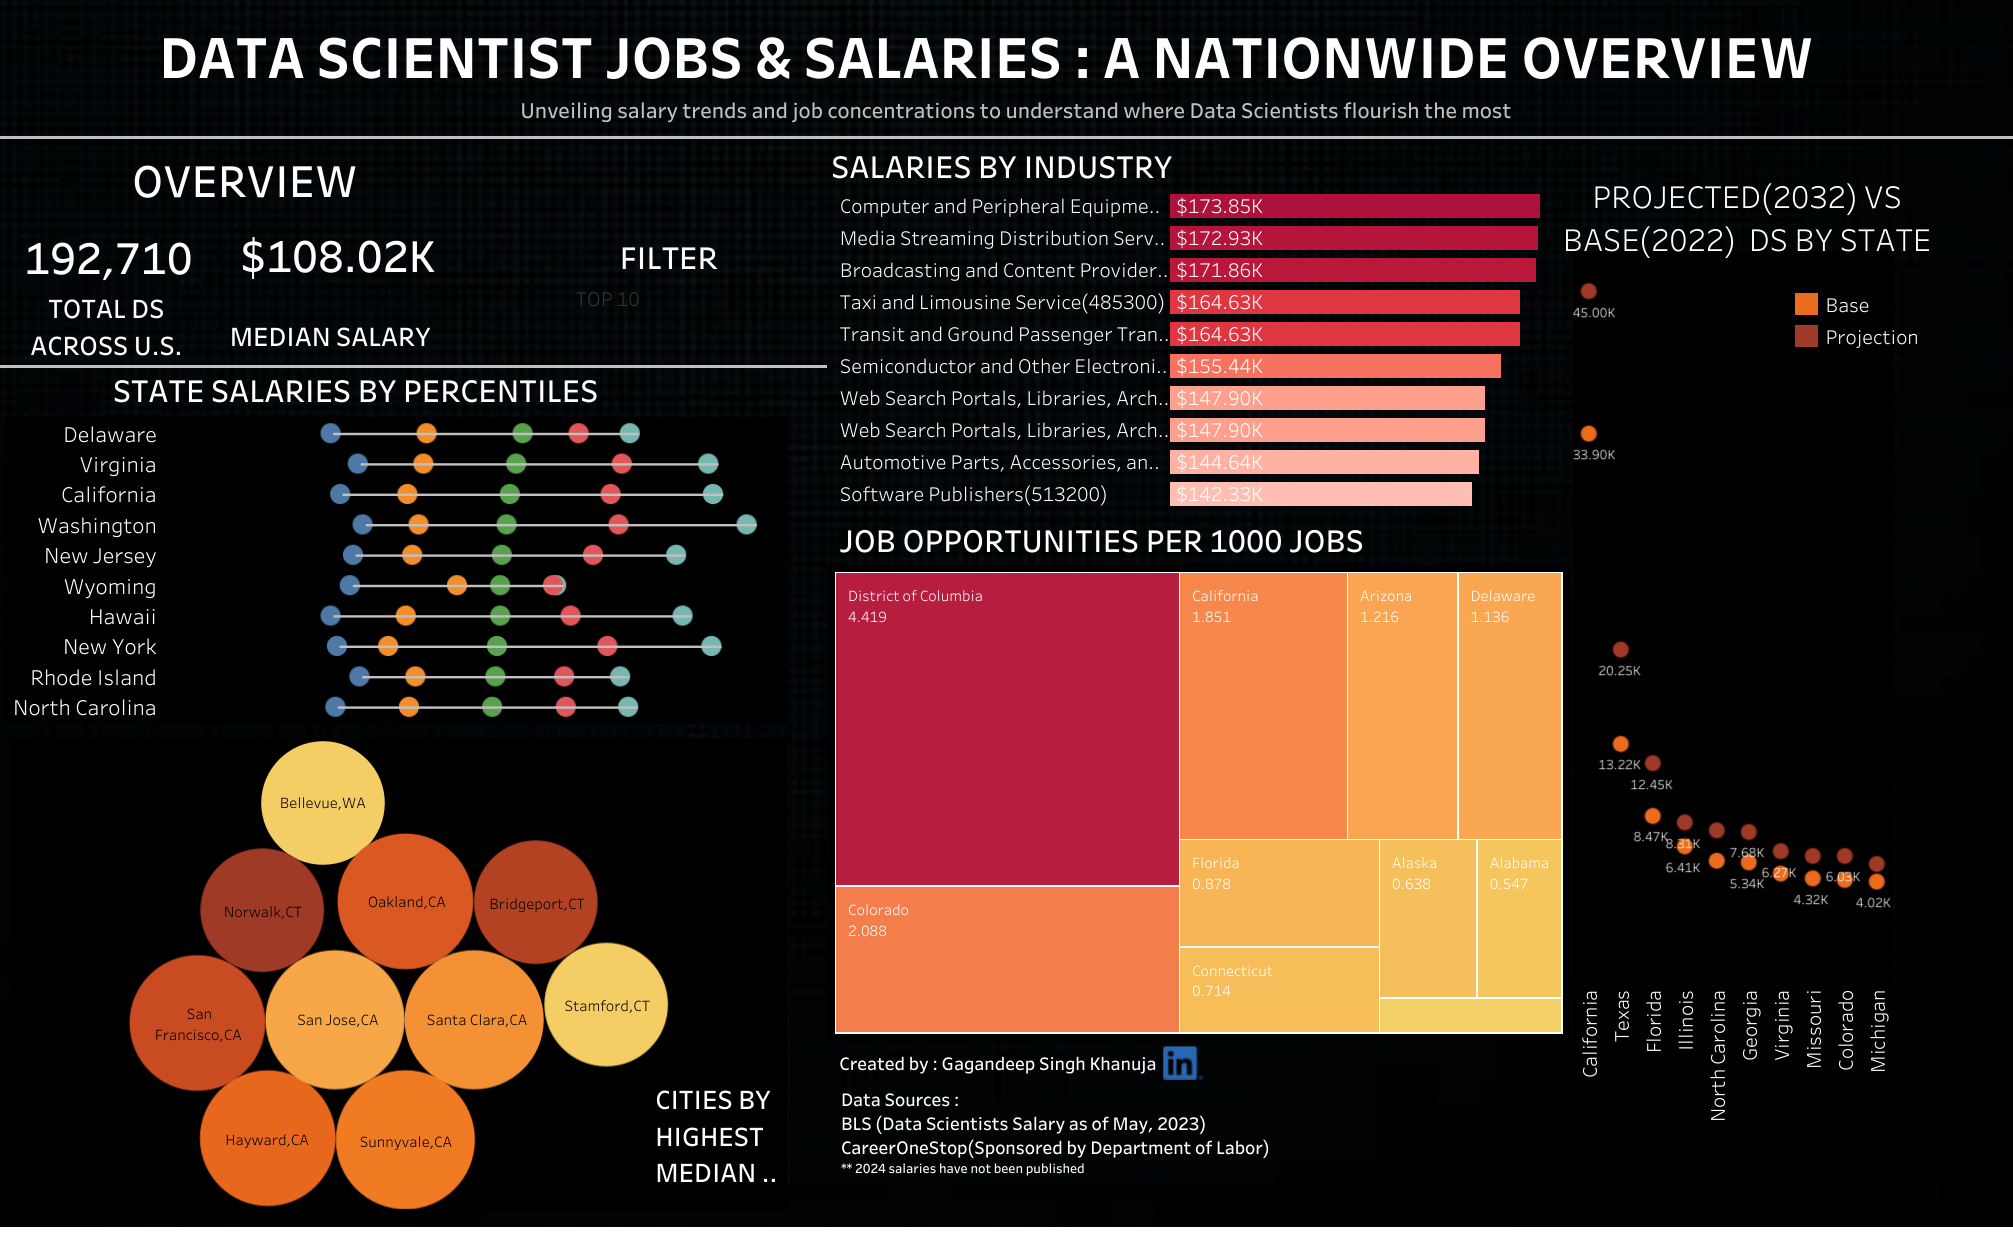 DATA SCIENTIST JOBS & SALARIES : A NATIONWIDE OVERVIEW
Unveiling salary trends and job concentrations to understand where Data Scientists flourish the most
OVERVIEW
192,710
TOTAL DS
ACROSS U.S.
$108.02K
MEDIAN SALARY
FILTER
TOP 10
STATE SALARIES BY PERCENTILES
Delaware
Virginia
California
Washington
New Jersey
Wyoming
Hawaii
New York
Rhode Island
North Carolina
Bellevue,WA
Norwalk,CT
Oakland,CA
Bridgeport,CT
San
Francisco,CA
San Jose,CA
Santa Clara,CA
Stamford,CT
Hayward,CA
Sunnyvale,CA
CITIES BY
HIGHEST
MEDIAN ..
SALARIES BY INDUSTRY
Computer and Peripheral Equipme.. $173.85K
Media Streaming Distribution Serv.. $172.93K
Broadcasting and Content Provider.. $171.86K
Taxi and Limousine Service(485300) $164.63K
Transit and Ground Passenger Tran.. $164.63K
Semiconductor and Other Electroni.. $155.44K
Web Search Portals, Libraries, Arch.. $147.90K
Web Search Portals, Libraries, Arch.. $147.90K
Automotive Parts, Accessories, an.. $144.64K
Software Publishers(513200) $142.33K
JOB OPPORTUNITIES PER 1000 JOBS
District of Columbia
4.419
Colorado
2.088
California
1.851
Arizona
1.216
Delaware
1.136
Florida
0.878
Connecticut
0.714
Alaska
0.638
Alabama
0.547
Created by : Gagandeep Singh Khanuja in
Data Sources :
BLS (Data Scientists Salary as of May, 2023)
CareerOneStop(Sponsored by Department of Labor)
** 2024 salaries have not been published
PROJECTED(2032) VS
BASE(2022) DS BY STATE
Base
Projection
45.00K
33.90K
20.25K
13.22K
12.45K
8.47K
8.31K
6.41K
7.68K
5.34K
6.27K
4.32K
6.03K
4.02K
California
Texas
Florida
Illinois
North Carolina
Georgia
Virginia
Missouri
Colorado
Michigan